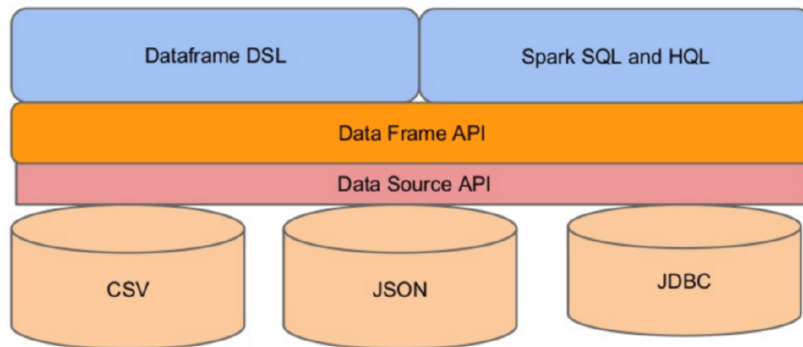 Dataframe DSL
Spark SQL and HQL
Data Frame API
Data Source API
CSV
JSON
JDBC